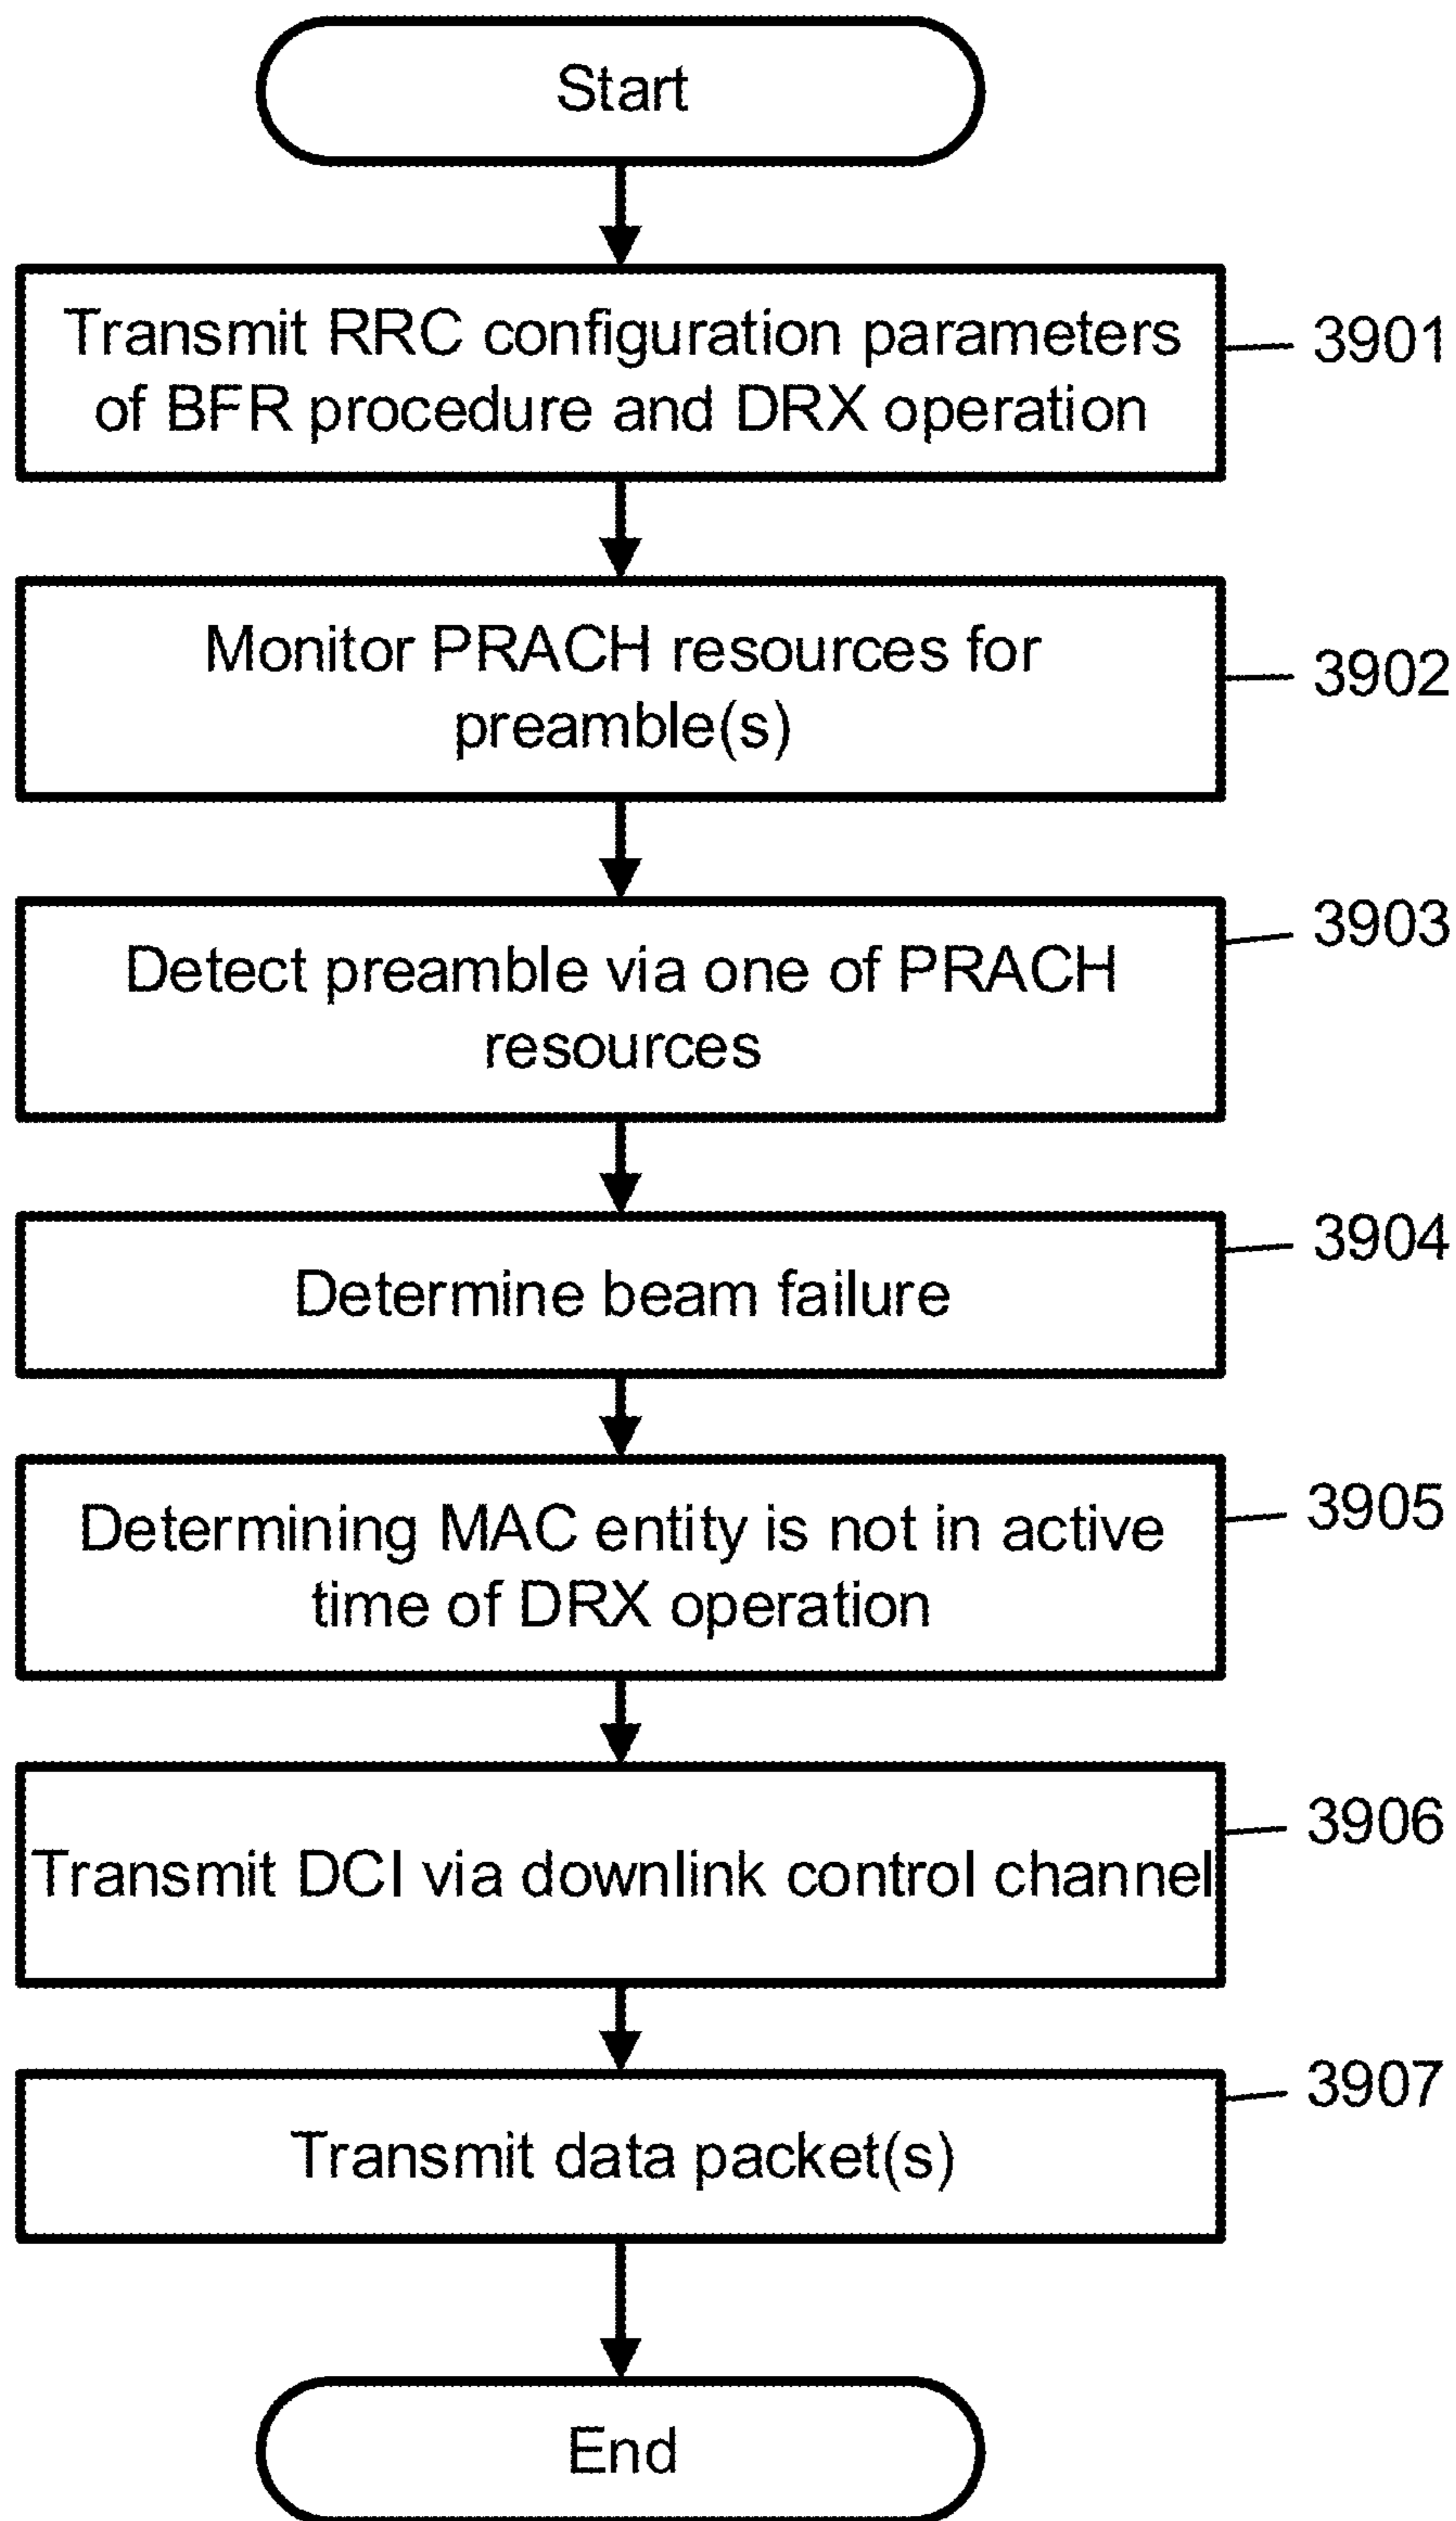 Start
Transmit RRC configuration parameters
of BFR procedure and DRX operation
3901
Monitor PRACH resources for
preamble(s)
3902
Detect preamble via one of PRACH
resources
3903
Determine beam failure
3904
Determining MAC entity is not in active
time of DRX operation
3905
Transmit DCI via downlink control channel
3906
Transmit data packet(s)
3907
End